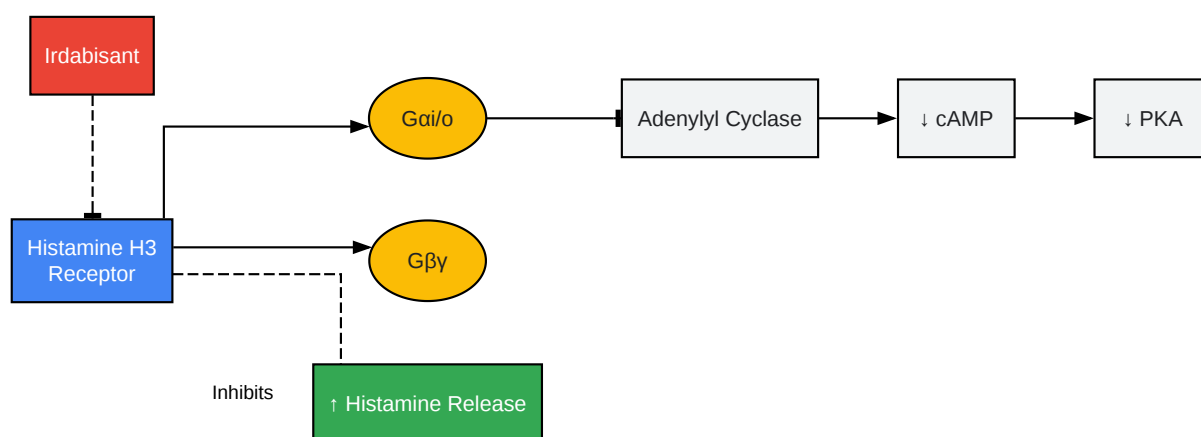 Irdabisant
Gαi/o
Adenylyl Cyclase
↓ cAMP
↓ PKA
Histamine H3
Receptor
Gβγ
Inhibits
↑ Histamine Release